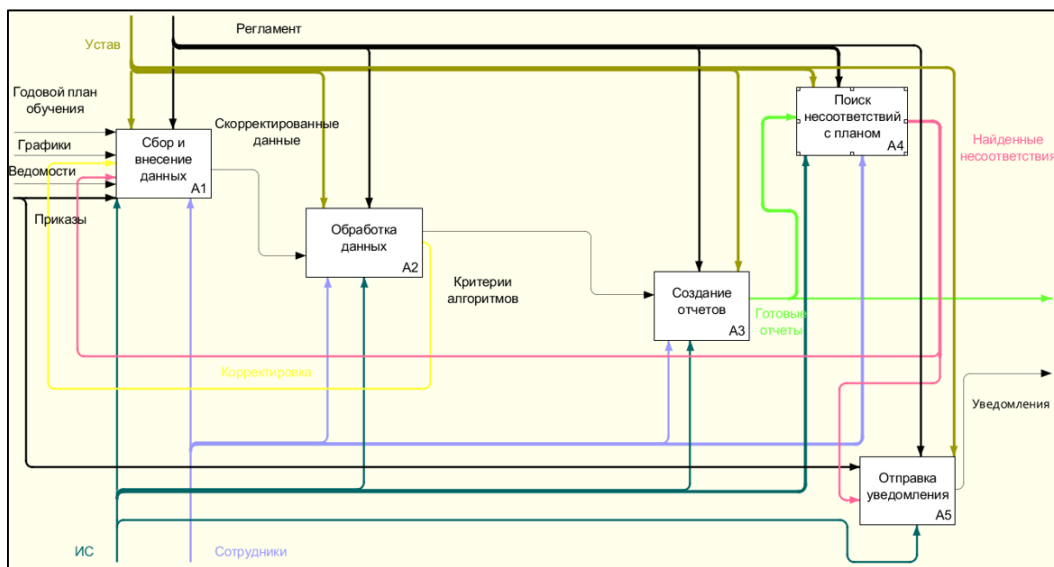 Регламент
Устав
Годовой план
обучения
Графики
Ведомости
Приказы
Сбор и
внесение
данных
A1
Скорректированные
данные
Обработка
данных
A2
Критерии
алгоритмов
Создание
отчетов
A3
Готовые
отчеты
Поиск
несоответствий
с планом
A4
Найденные
несоответствия
Корректировка
Уведомления
Отправка
уведомления
A5
ИС
Сотрудники